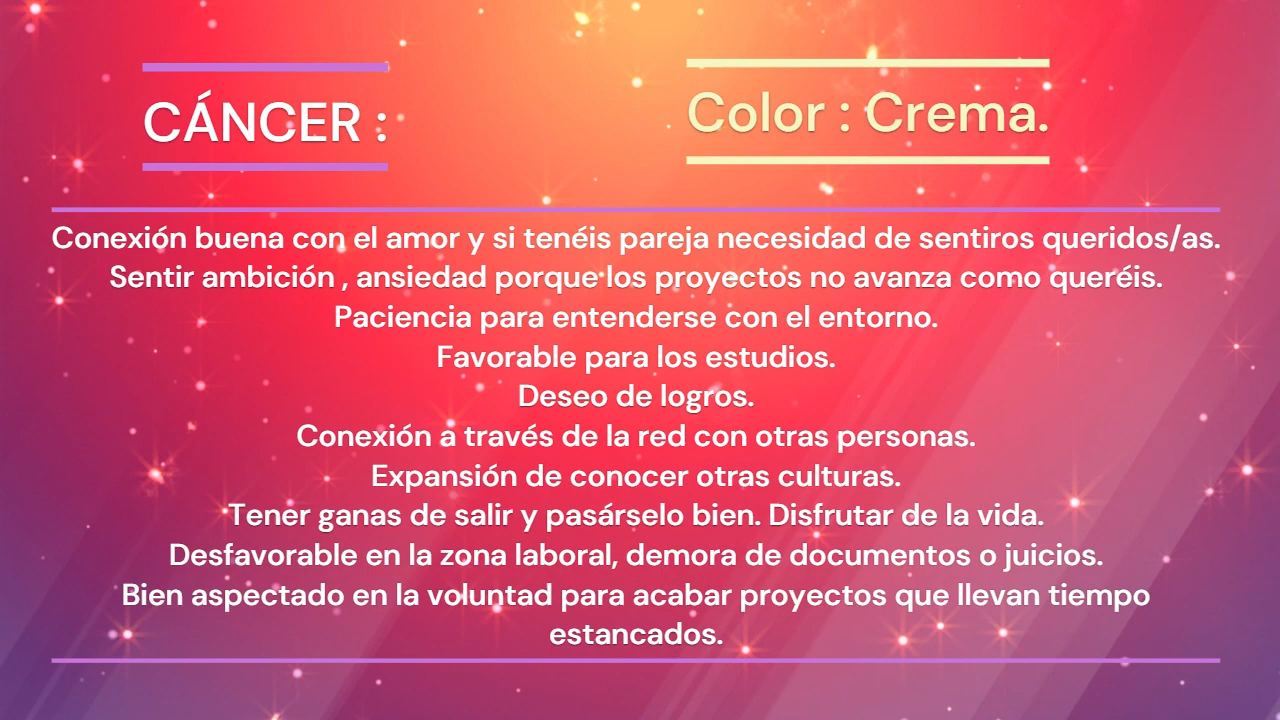 CÁNCER :
Color : Crema.
Conexión buena con el amor y si tenéis pareja necesidad de sentiros queridos/as.
Sentir ambición , ansiedad porque los proyectos no avanza como queréis.
Paciencia para entenderse con el entorno.
Favorable para los estudios.
Deseo de logros.
Conexión a través de la red con otras personas.
Expansión de conocer otras culturas.
Tener ganas de salir y pasárselo bien. Disfrutar de la vida.
Desfavorable en la zona laboral, demora de documentos o juicios.
Bien aspectado en la voluntad para acabar proyectos que llevan tiempo
estancados.